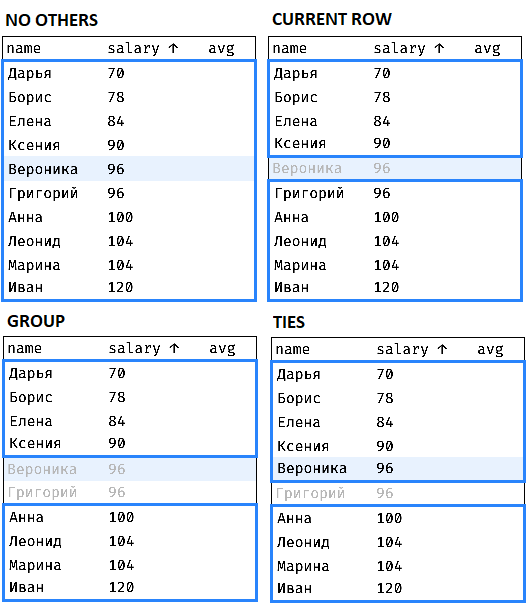 NO OTHERS
name salary ↑ avg
Дарья 70
Борис 78
Елена 84
Ксения 90
Вероника 96
Григорий 96
Анна 100
Леонид 104
Марина 104
Иван 120
CURRENT ROW
name salary ↑ avg
Дарья 70
Борис 78
Елена 84
Ксения 90
Вероника 96
Григорий 96
Анна 100
Леонид 104
Марина 104
Иван 120
GROUP
name salary ↑ avg
Дарья 70
Борис 78
Елена 84
Ксения 90
Вероника 96
Григорий 96
Анна 100
Леонид 104
Марина 104
Иван 120
TIES
name salary ↑ avg
Дарья 70
Борис 78
Елена 84
Ксения 90
Вероника 96
Григорий 96
Анна 100
Леонид 104
Марина 104
Иван 120